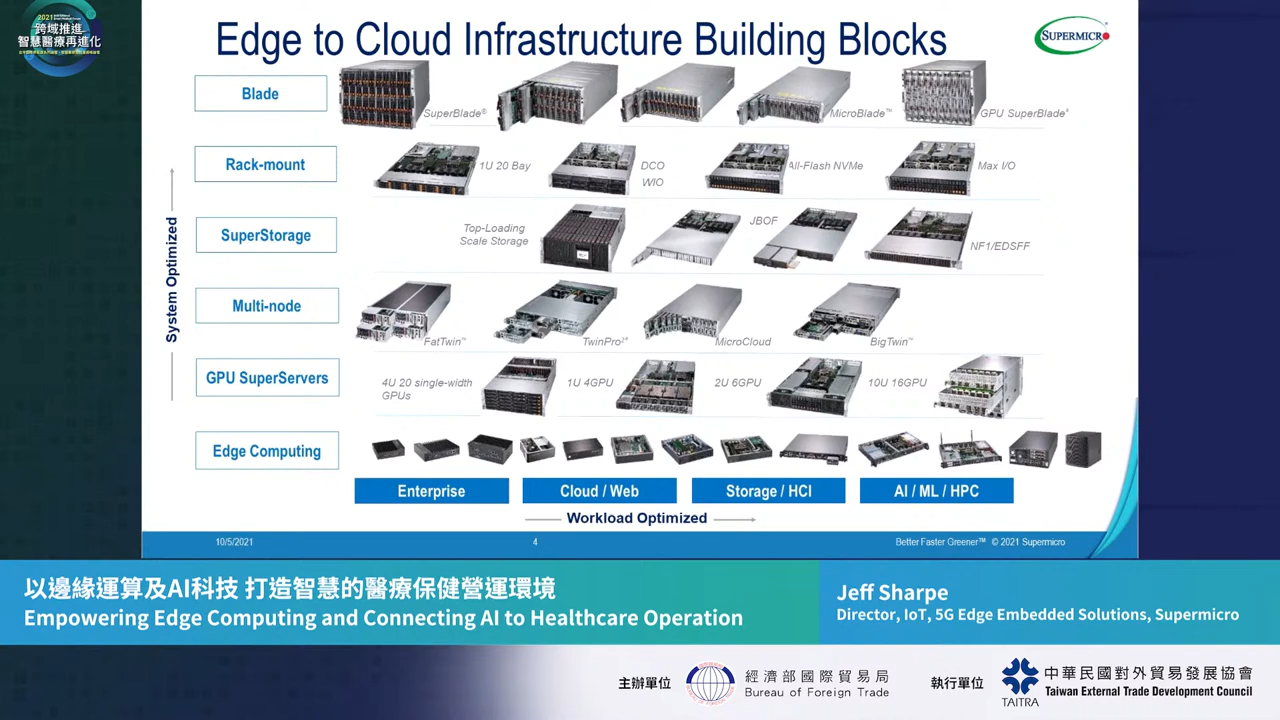 2021
跨域推進
智慧醫療再進化
Edge to Cloud Infrastructure Building Blocks
SUPERMICRO
Blade
SuperBlade®
MicroBlade™
GPU SuperBlade®
Rack-mount
1U 20 Bay
DCO
WIO
All-Flash NVMe
Max I/O
SuperStorage
Top-Loading
Scale Storage
JBOF
NF1/EDSFF
Multi-node
FatTwin™
TwinPro²®
MicroCloud
BigTwin™
GPU SuperServers
4U 20 single-width
GPUs
1U 4GPU
2U 6GPU
10U 16GPU
Edge Computing
System Optimized
Enterprise
Cloud / Web
Storage / HCI
AI / ML / HPC
Workload Optimized
10/5/2021
4
Better Faster Greener™ © 2021 Supermicro
以邊緣運算及AI科技 打造智慧的醫療保健營運環境
Empowering Edge Computing and Connecting AI to Healthcare Operation
Jeff Sharpe
Director, IoT, 5G Edge Embedded Solutions, Supermicro
主辦單位
經濟部國際貿易局
Bureau of Foreign Trade
執行單位
TAITRA
中華民國對外貿易發展協會
Taiwan External Trade Development Council